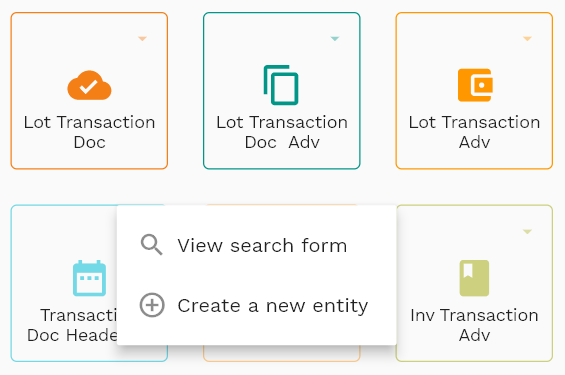 Lot Transaction
Doc
Lot Transaction
Doc Adv
Lot Transaction
Adv
View search form
Create a new entity
Inv Transaction
Adv